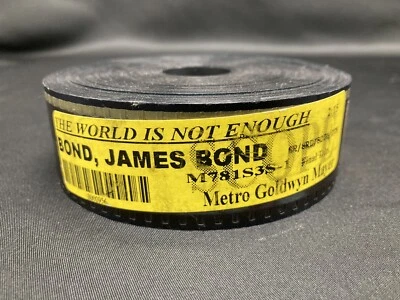 THE WORLD IS NOT ENOUGH
BOND, JAMES BOND
M781S3S-1
Metro Goldwyn Mayer